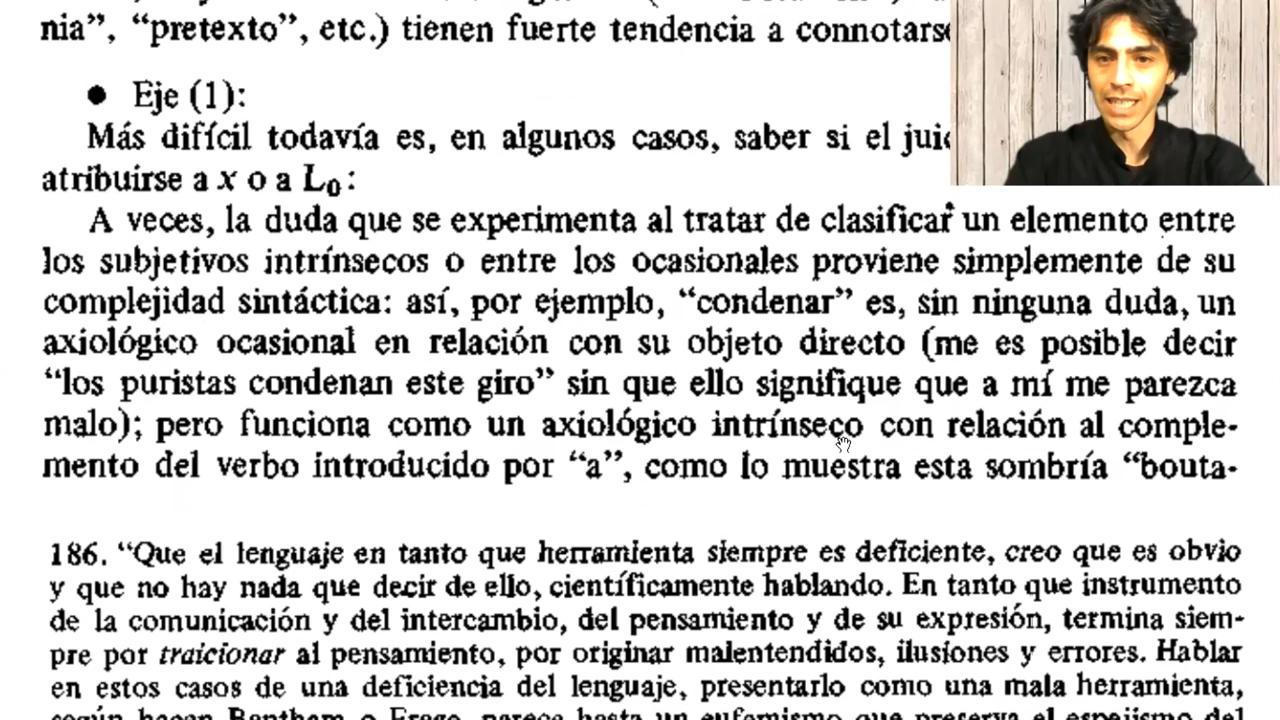 nia”, “pretexto”, etc.) tienen fuerte tendencia a
● Eje (1):
Más difícil todavía es, en algunos casos, saber si el
atribuirse a x o a L₀:
A veces, la duda que se experimenta al tratar de clasificar un elemento entre
los subjetivos intrínsecos o entre los ocasionales proviene simplemente de su
complejidad sintáctica: así, por ejemplo, “condenar” es, sin ninguna duda, un
axiológico ocasional en relación con su objeto directo (me es posible decir
“los puristas condenan este giro” sin que ello signifique que a mí me parezca
malo); pero funciona como un axiológico intrínseco con relación al comple-
mento del verbo introducido por “a”, como lo muestra esta sombría “bouta-
186. “Que el lenguaje en tanto que herramienta siempre es deficiente, creo que es obvio
y que no hay nada que decir de ello, científicamente hablando. En tanto que instrumento
de la comunicación y del intercambio, del pensamiento y de su expresión, termina siem-
pre por traicionar al pensamiento, por originar malentendidos, ilusiones y errores. Hablar
en estos casos de una deficiencia del lenguaje, presentarlo como una mala herramienta,